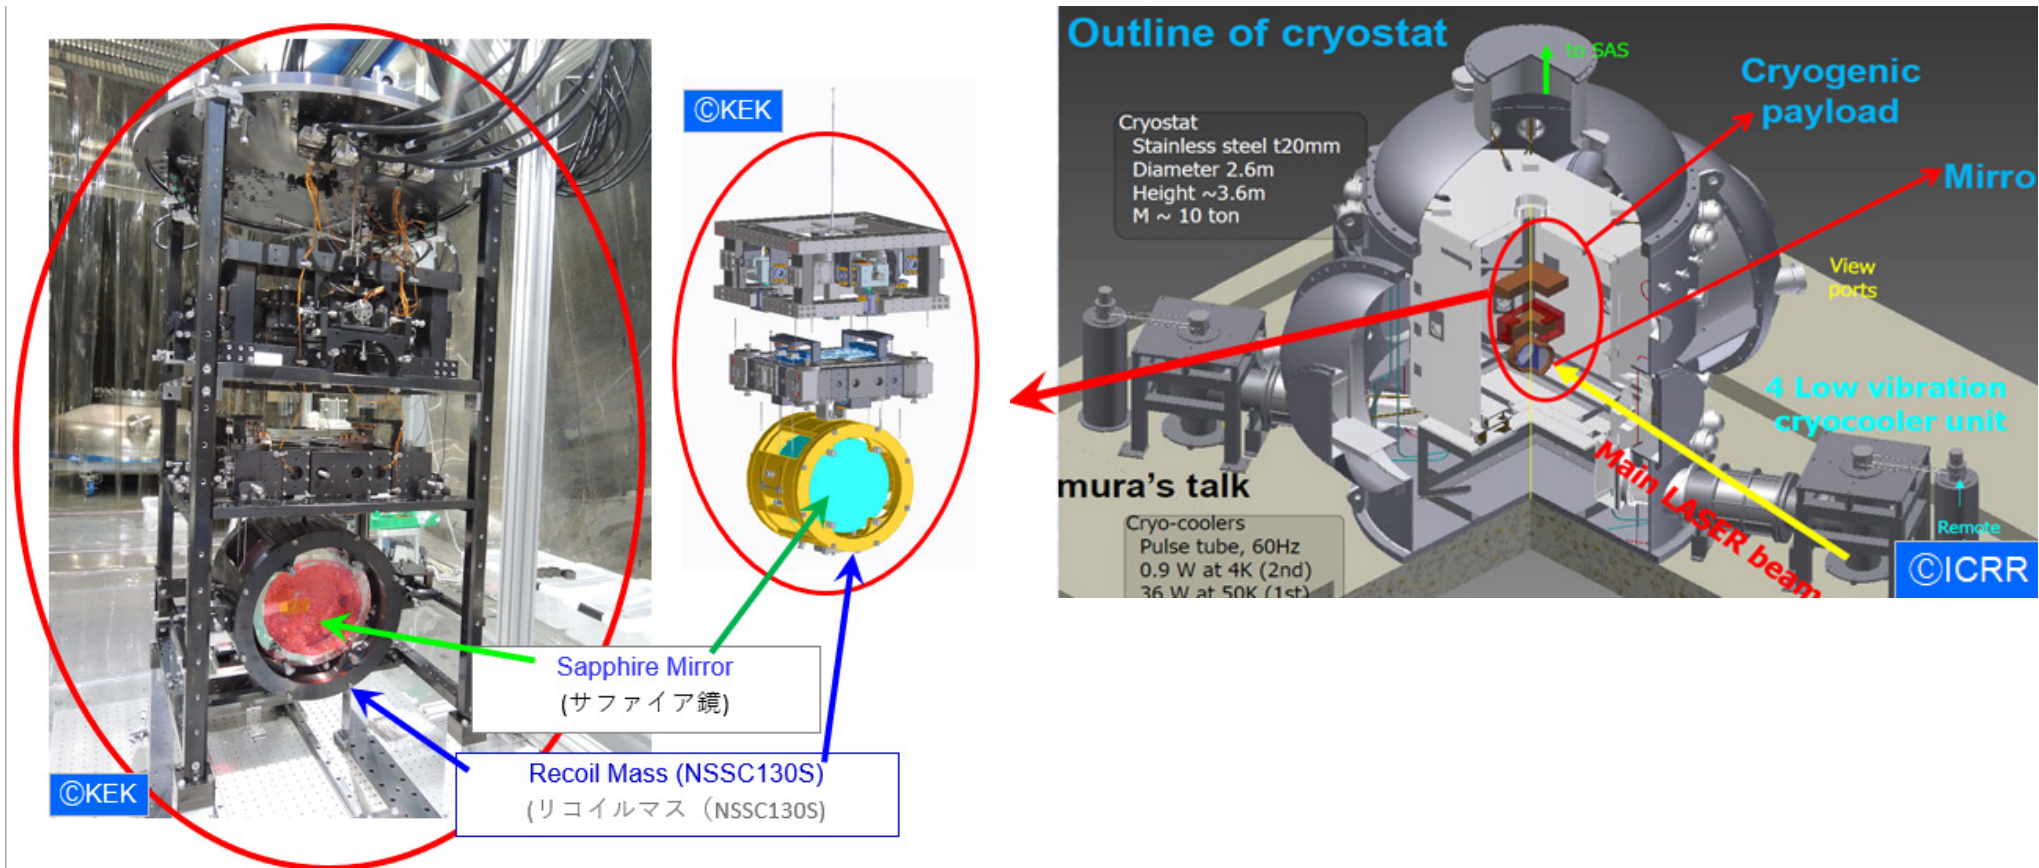 ©KEK
Sapphire Mirror
(サファイア鏡)
Recoil Mass (NSSC130S)
(リコイルマス（NSSC130S)
©KEK
Outline of cryostat
to SAS
Cryogenic
payload
Mirro
Cryostat
Stainless steel t20mm
Diameter 2.6m
Height ~3.6m
M ~ 10 ton
View
ports
4 Low vibration
cryocooler unit
Main LASER beam
mura's talk
Cryo-coolers
Pulse tube, 60Hz
0.9 W at 4K (2nd)
36 W at 50K (1st)
Remote
©ICRR